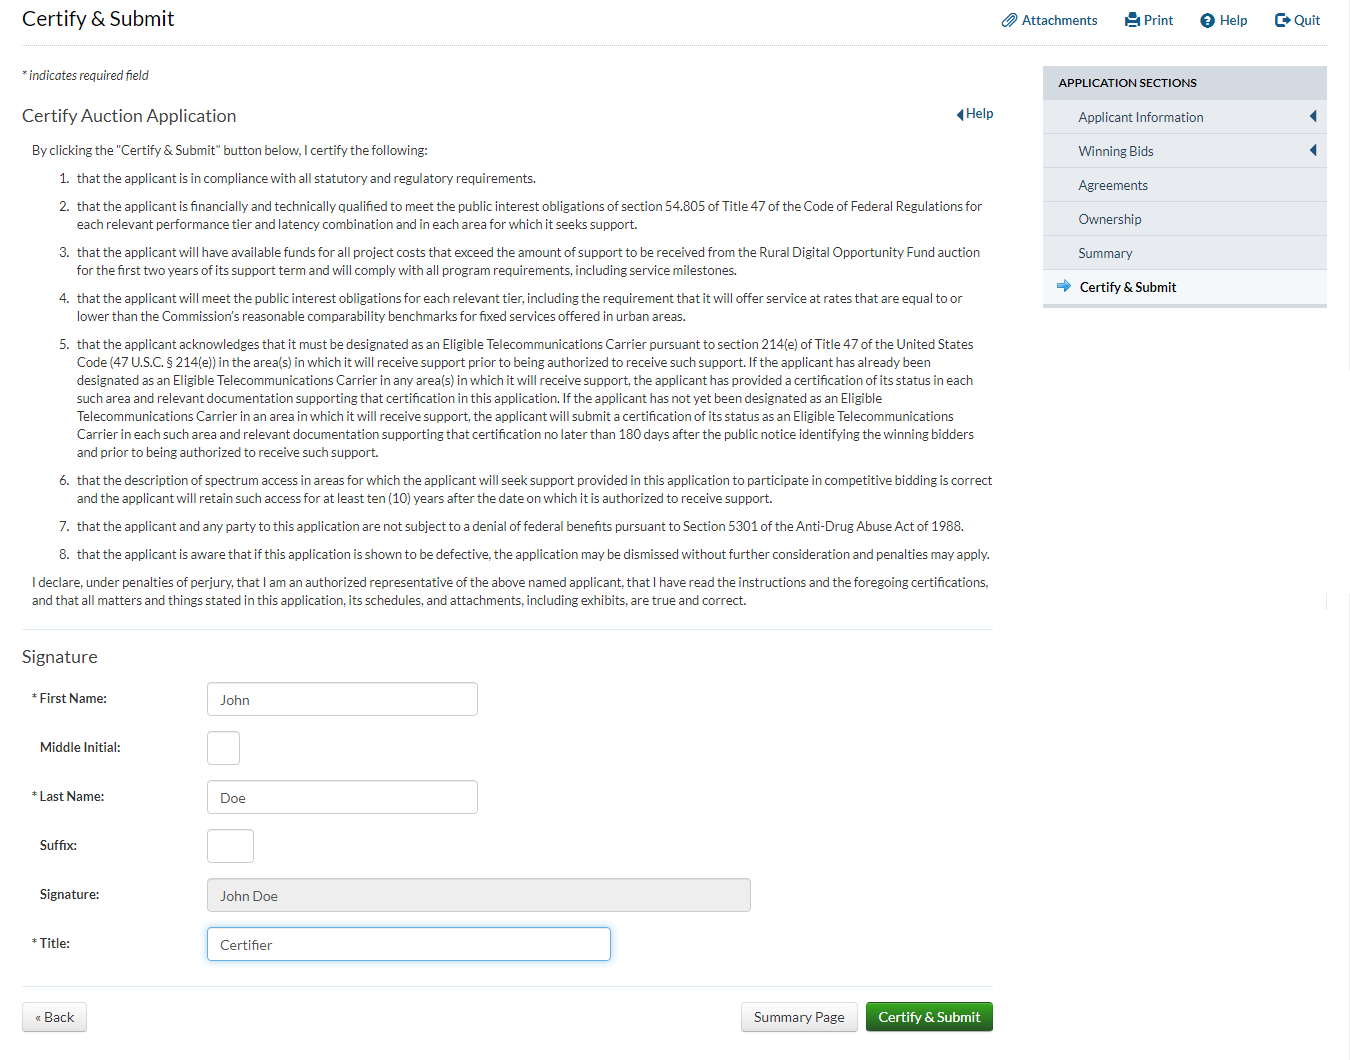 Certify & Submit
Attachments
Print
Help
Quit
* indicates required field
Certify Auction Application
Help
By clicking the "Certify & Submit" button below, I certify the following:
1. that the applicant is in compliance with all statutory and regulatory requirements.
2. that the applicant is financially and technically qualified to meet the public interest obligations of section 54.805 of Title 47 of the Code of Federal Regulations for
each relevant performance tier and latency combination and in each area for which it seeks support.
3. that the applicant will have available funds for all project costs that exceed the amount of support to be received from the Rural Digital Opportunity Fund auction
for the first two years of its support term and will comply with all program requirements, including service milestones.
4. that the applicant will meet the public interest obligations for each relevant tier, including the requirement that it will offer service at rates that are equal to or
lower than the Commission's reasonable comparability benchmarks for fixed services offered in urban areas.
5. that the applicant acknowledges that it must be designated as an Eligible Telecommunications Carrier pursuant to section 214(e) of Title 47 of the United States
Code (47 U.S.C. § 214(e)) in the area(s) in which it will receive support prior to being authorized to receive such support. If the applicant has already been
designated as an Eligible Telecommunications Carrier in any area(s) in which it will receive support, the applicant has provided a certification of its status in each
such area and relevant documentation supporting that certification in this application. If the applicant has not yet been designated as an Eligible
Telecommunications Carrier in an area in which it will receive support, the applicant will submit a certification of its status as an Eligible Telecommunications
Carrier in each such area and relevant documentation supporting that certification no later than 180 days after the public notice identifying the winning bidders
and prior to being authorized to receive such support.
6. that the description of spectrum access in areas for which the applicant will seek support provided in this application to participate in competitive bidding is correct
and the applicant will retain such access for at least ten (10) years after the date on which it is authorized to receive support.
7. that the applicant and any party to this application are not subject to a denial of federal benefits pursuant to Section 5301 of the Anti-Drug Abuse Act of 1988.
8. that the applicant is aware that if this application is shown to be defective, the application may be dismissed without further consideration and penalties may apply.
I declare, under penalties of perjury, that I am an authorized representative of the above named applicant, that I have read the instructions and the foregoing certifications,
and that all matters and things stated in this application, its schedules, and attachments, including exhibits, are true and correct.
Signature
* First Name: John
Middle Initial:
* Last Name: Doe
Suffix:
Signature: John Doe
* Title: Certifier
« Back
Summary Page
Certify & Submit
APPLICATION SECTIONS
Applicant Information
Winning Bids
Agreements
Ownership
Summary
Certify & Submit